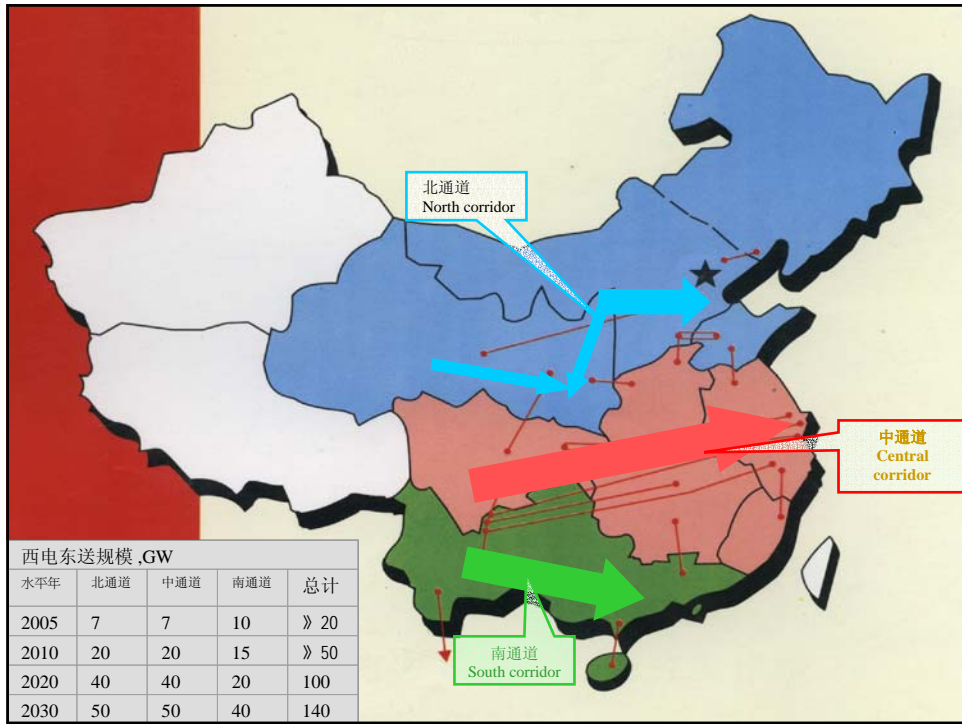 北通道
North corridor
中通道
Central
corridor
南通道
South corridor
西电东送规模 ,GW
水平年 北通道 中通道 南通道 总计
2005 7 7 10 》 20
2010 20 20 15 》 50
2020 40 40 20 100
2030 50 50 40 140